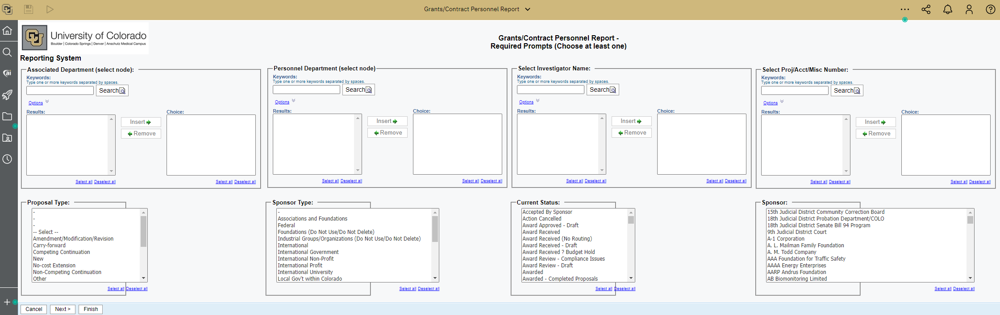 Grants/Contract Personnel Report
University of Colorado
Boulder | Colorado Springs | Denver | Anschutz Medical Campus
Grants/Contract Personnel Report -
Required Prompts (Choose at least one)
Reporting System
ai
Associated Department (select node):
Keywords:
Type one or more keywords separated by spaces.
Search
Options
Results:
Choice:
Insert
Remove
Select all Deselect all
Select all Deselect all
Personnel Department (select node)
Keywords:
Type one or more keywords separated by spaces.
Search
Options
Results:
Choice:
Insert
Remove
Select all Deselect all
Select all Deselect all
Select Investigator Name:
Keywords:
Type one or more keywords separated by spaces.
Search
Options
Results:
Choice:
Insert
Remove
Select all Deselect all
Select all Deselect all
Select Proj/Acct/Misc Number:
Keywords:
Type one or more keywords separated by spaces.
Search
Options
Results:
Choice:
Insert
Remove
Select all Deselect all
Select all Deselect all
Proposal Type:
-
-
-
-- Select --
Amendment/Modification/Revision
Carry-forward
Competing Continuation
New
No-cost Extension
Non-Competing Continuation
Other
Select all Deselect all
Sponsor Type:
-
Associations and Foundations
Federal
Foundations (Do Not Use/Do Not Delete)
Industrial Groups/Organizations (Do Not Use/Do Not Delete)
International
International Government
International Non-Profit
International Profit
International University
Local Gov't within Colorado
Select all Deselect all
Current Status:
Accepted By Sponsor
Action Cancelled
Award Approved - Draft
Award Received
Award Received (No Routing)
Award Received - Draft
Award Received ? Budget Hold
Award Review - Compliance Issues
Award Review - Draft
Awarded
Awarded - Completed Proposals
Select all Deselect all
Sponsor:
15th Judicial District Community Correction Board
18th Judicial District Probation Department/COLO
18th Judicial District Senate Bill 94 Program
9th Judicial District Court
A-1 Corporation
A. L. Mailman Family Foundation
A. M. Todd Company
AAA Foundation for Traffic Safety
AAAA Energy Enterprises
AARP Andrus Foundation
AB Biomonitoring Limited
Select all Deselect all
Cancel
Next >
Finish